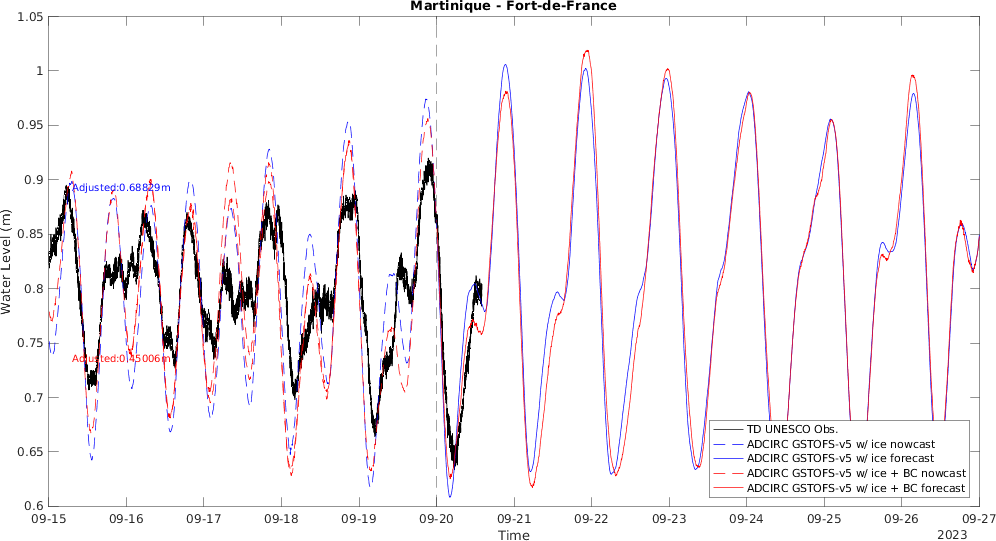 Martinique - Fort-de-France
1.05
1
0.95
0.9
0.85
0.8
0.75
0.7
0.65
0.6
Water Level (m)
Adjusted:0.68829m
Adjusted:0.45006m
TD UNESCO Obs.
ADCIRC GSTOFS-v5 w/ ice nowcast
ADCIRC GSTOFS-v5 w/ ice forecast
ADCIRC GSTOFS-v5 w/ ice + BC nowcast
ADCIRC GSTOFS-v5 w/ ice + BC forecast
09-15 09-16 09-17 09-18 09-19 09-20 09-21 09-22 09-23 09-24 09-25 09-26 09-27
Time
2023